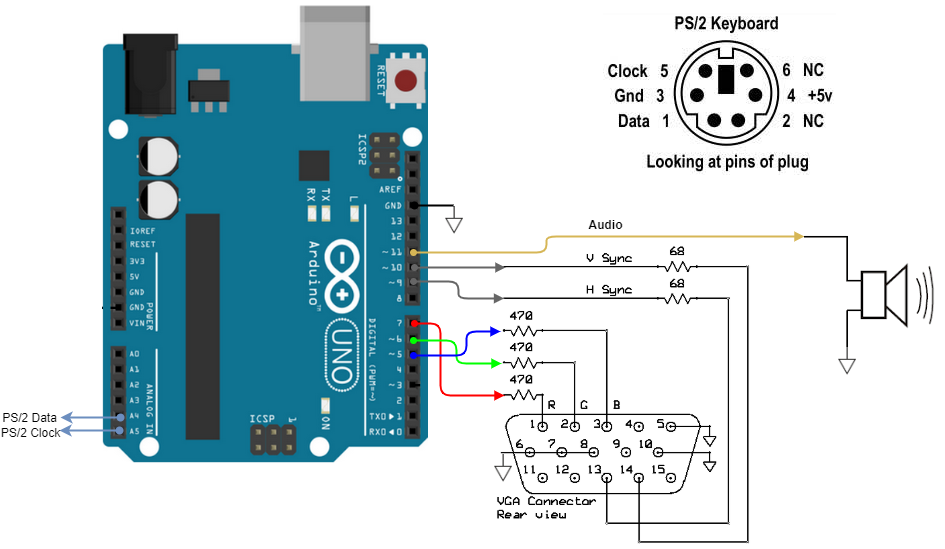 PS/2 Keyboard
Clock 5
6 NC
Gnd 3
4 +5v
Data 1
2 NC
Looking at pins of plug
RESET
ICSP2
AREF
GND
13
12
~11
~10
~9
8
7
~6
~5
4
~3
2
TX0▶1
RX0◀0
RX
TX
L
Arduino™
UNO
DIGITAL (PWM=~)
ON
ICSP
1
IOREF
RESET
3V3
5V
GND
GND
VIN
POWER
A0
A1
A2
A3
A4
A5
ANALOG IN
PS/2 Data
PS/2 Clock
Audio
V Sync
68
H Sync
68
470
470
470
R
G
B
1
2
3
4
5
6
7
8
9
10
11
12
13
14
15
VGA Connector
Rear view